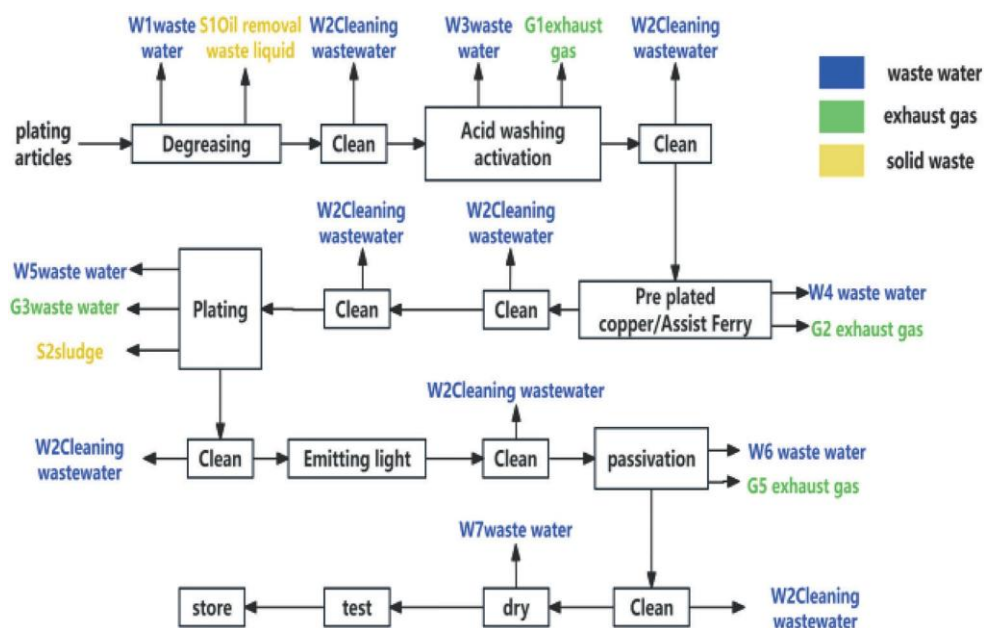 W1waste
water
S1Oil removal
waste liquid
W2Cleaning
wastewater
W3waste
water
G1exhaust
gas
W2Cleaning
wastewater
waste water
exhaust gas
solid waste
plating
articles
Degreasing
Clean
Acid washing
activation
Clean
W2Cleaning
wastewater
W2Cleaning
wastewater
W5waste water
G3waste water
S2sludge
Plating
Clean
Clean
Pre plated
copper/Assist Ferry
W4 waste water
G2 exhaust gas
W2Cleaning wastewater
W2Cleaning
wastewater
Clean
Emitting light
Clean
passivation
W6 waste water
G5 exhaust gas
W7waste water
store
test
dry
Clean
W2Cleaning
wastewater